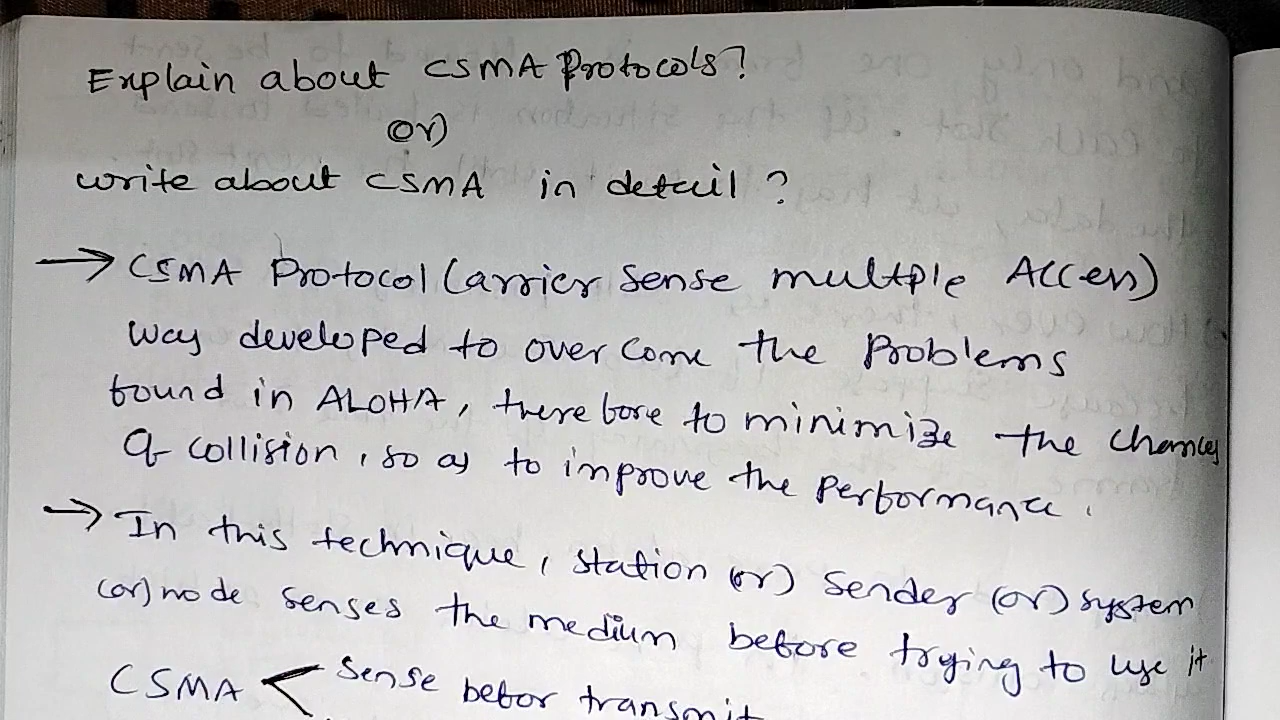 Explain about CSMA Protocols?
or)
write about CSMA in detail?
→ CSMA Protocol (arrier Sense multple Access)
was developed to over come the Problems
found in ALOHA, therefore to minimize the chances
of collision, so as to improve the Performance.
→ In this technique, station (or) Sender (or) system
(or) node senses the medium before trying to use it
CSMA Sense befor transmit